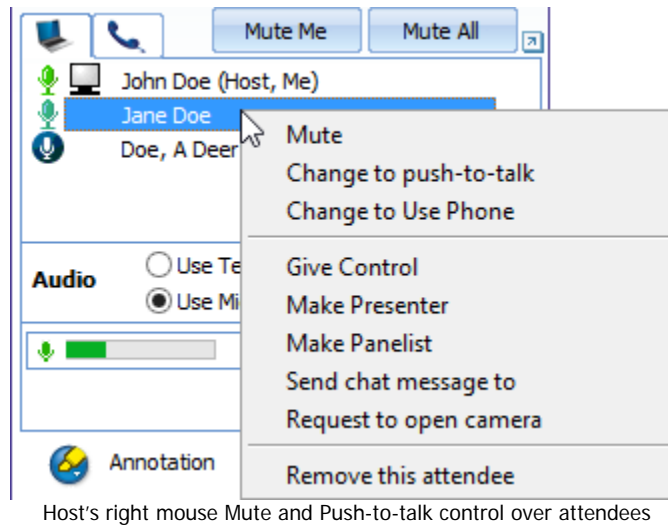 Mute Me
Mute All
John Doe (Host, Me)
Jane Doe
Doe, A Deer
Mute
Change to push-to-talk
Change to Use Phone
Audio
Use Te
Use Mi
Give Control
Make Presenter
Make Panelist
Send chat message to
Request to open camera
Annotation
Remove this attendee
Host's right mouse Mute and Push-to-talk control over attendees